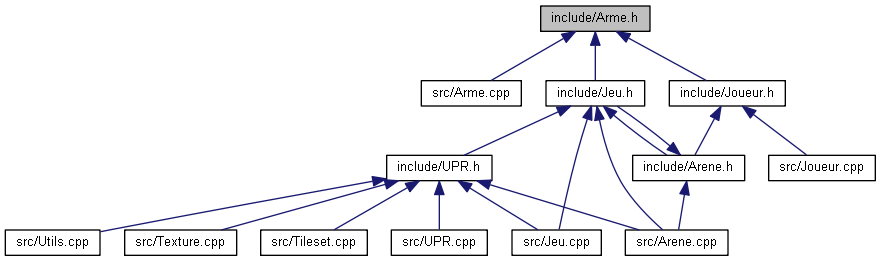 include/Arme.h
src/Arme.cpp
include/Jeu.h
include/Joueur.h
include/UPR.h
include/Arene.h
src/Joueur.cpp
src/Utils.cpp
src/Texture.cpp
src/Tileset.cpp
src/UPR.cpp
src/Jeu.cpp
src/Arene.cpp